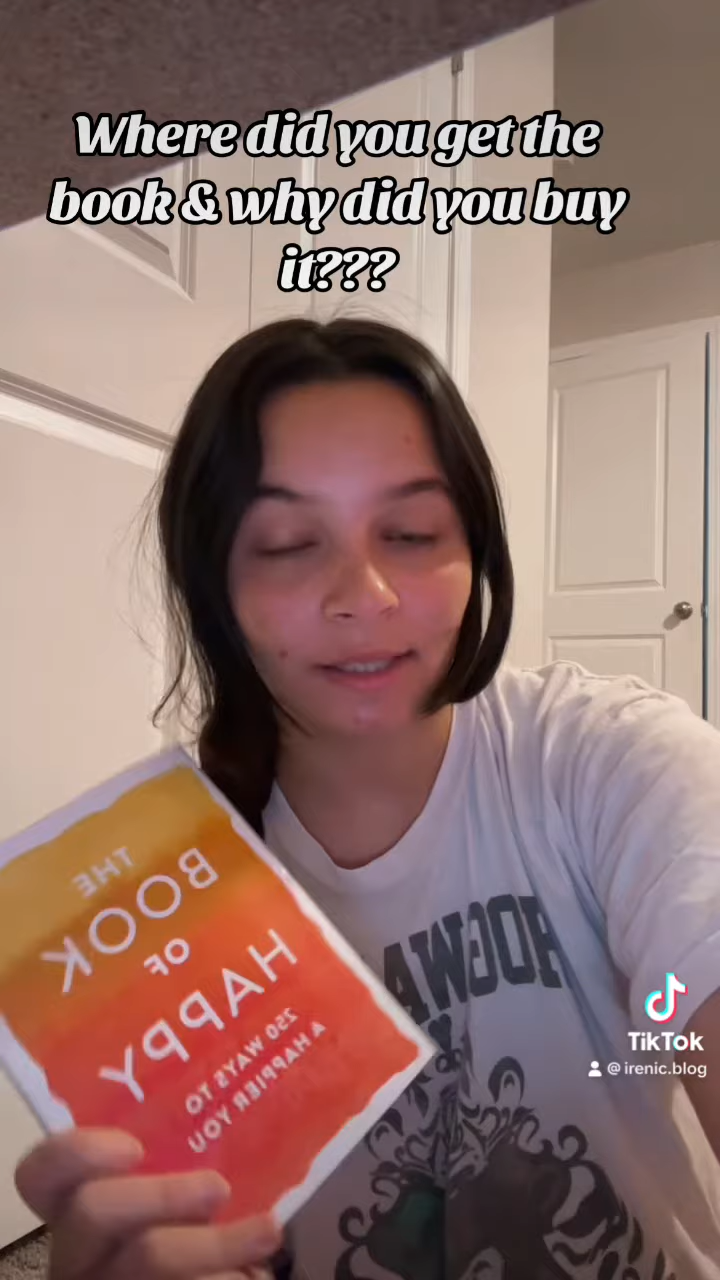 Where did you get the
book & why did you buy
it???
THE
BOOK
OF
HAPPY
250 WAYS TO
A HAPPIER YOU
HOGWA
TikTok
@irenic.blog